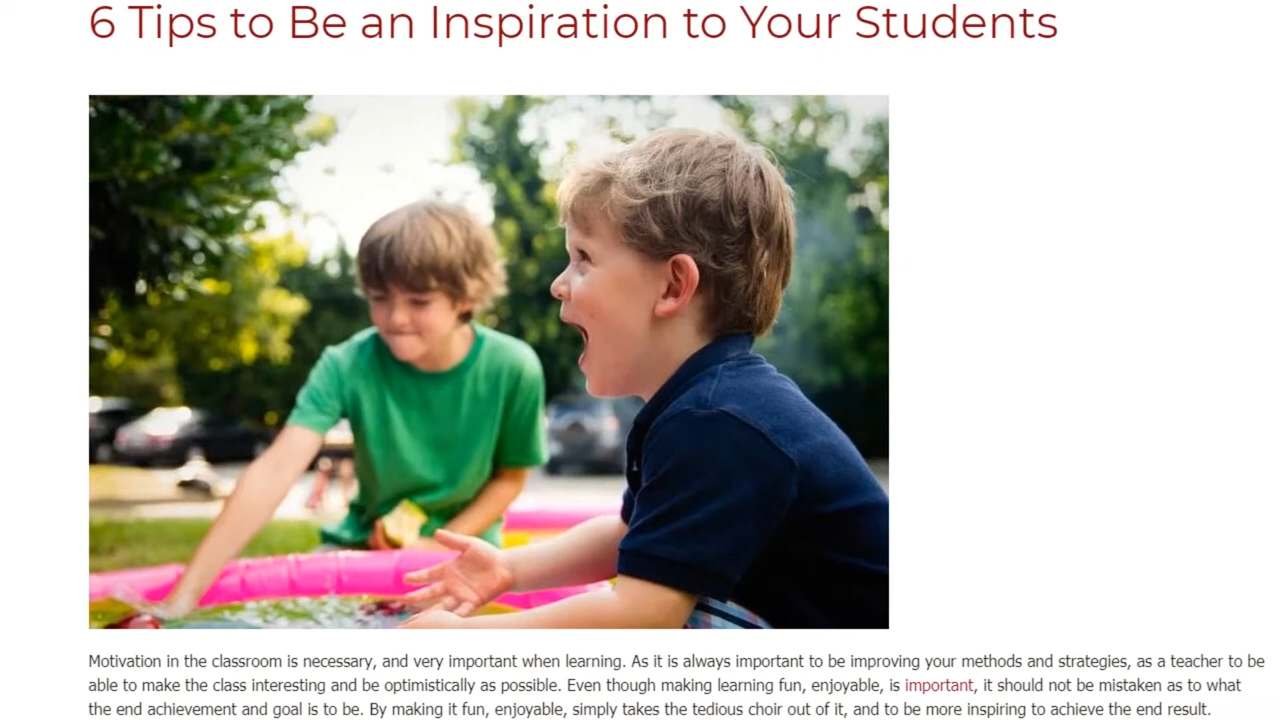 6 Tips to Be an Inspiration to Your Students
Motivation in the classroom is necessary, and very important when learning. As it is always important to be improving your methods and strategies, as a teacher to be
able to make the class interesting and be optimistically as possible. Even though making learning fun, enjoyable, is important, it should not be mistaken as to what
the end achievement and goal is to be. By making it fun, enjoyable, simply takes the tedious choir out of it, and to be more inspiring to achieve the end result.